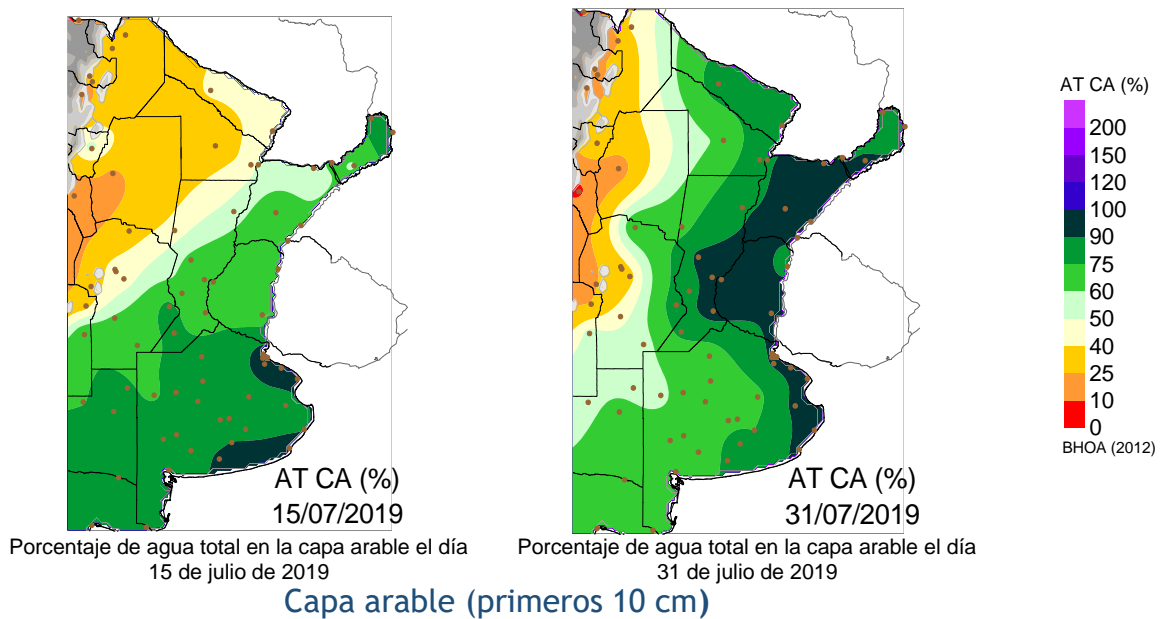 AT CA (%)
200
150
120
100
90
75
60
50
40
25
10
0
BHOA (2012)
AT CA (%)
15/07/2019
AT CA (%)
31/07/2019
Porcentaje de agua total en la capa arable el día
15 de julio de 2019
Porcentaje de agua total en la capa arable el día
31 de julio de 2019
Capa arable (primeros 10 cm)